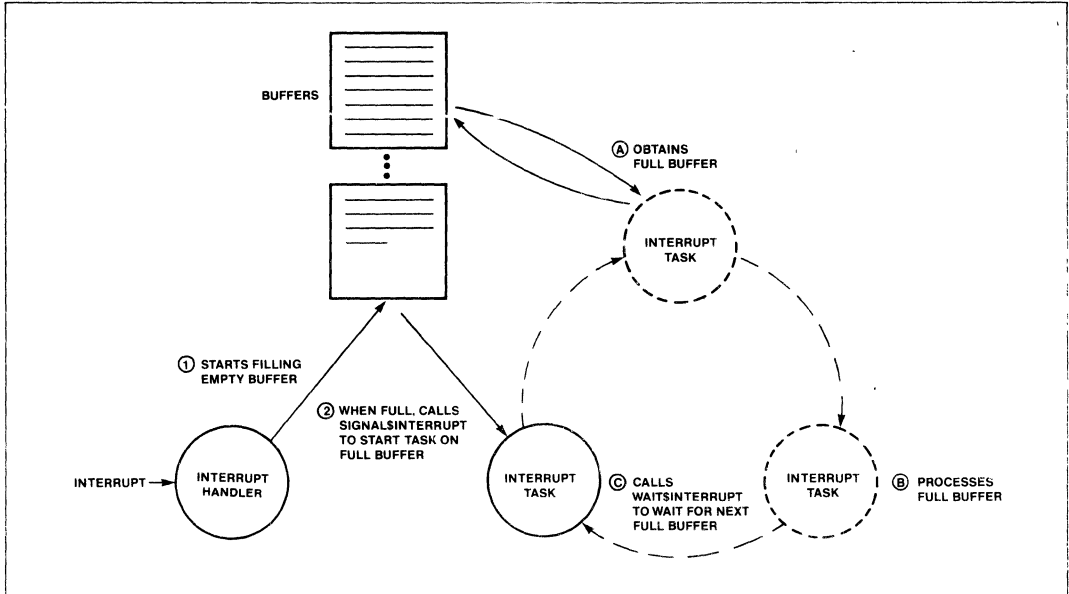 BUFFERS
Ⓐ OBTAINS
FULL BUFFER
INTERRUPT
TASK
① STARTS FILLING
EMPTY BUFFER
② WHEN FULL, CALLS
SIGNAL$INTERRUPT
TO START TASK ON
FULL BUFFER
INTERRUPT
INTERRUPT
HANDLER
INTERRUPT
TASK
Ⓒ CALLS
WAIT$INTERRUPT
TO WAIT FOR NEXT
FULL BUFFER
INTERRUPT
TASK
Ⓑ PROCESSES
FULL BUFFER